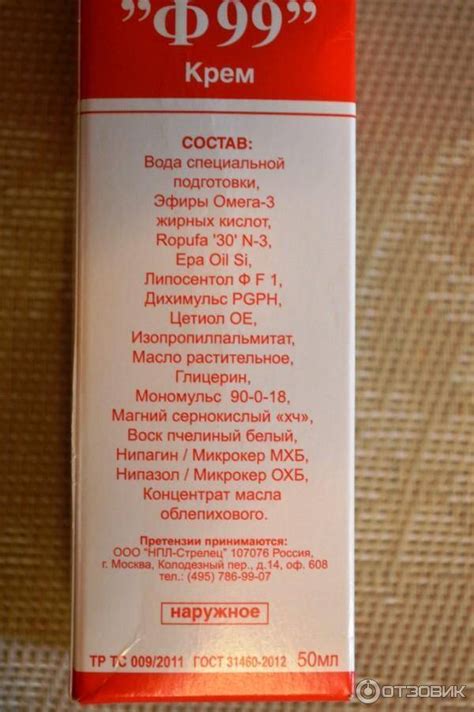 "Ф99"
Крем
СОСТАВ:
Вода специальной
подготовки,
Эфиры Омега-3
жирных кислот,
Ropufa '30' N-3,
Epa Oil Si,
Липосентол Ф F 1,
Дихимульс PGPH,
Цетиол ОЕ,
Изопропилпальмитат,
Масло растительное,
Глицерин,
Мономульс 90-0-18,
Магний сернокислый «хч»,
Воск пчелиный белый,
Нипагин / Микрокер МХБ,
Нипазол / Микрокер ОХБ,
Концентрат масла
облепихового.
Претензии принимаются:
ООО "НПЛ-Стрелец" 107076 Россия,
г. Москва, Колодезный пер., д.14, оф. 608
тел.: (495) 786-99-07
наружное
ТР ТС 009/2011 ГОСТ 31460-2012 50мл
ОТЗОВИК